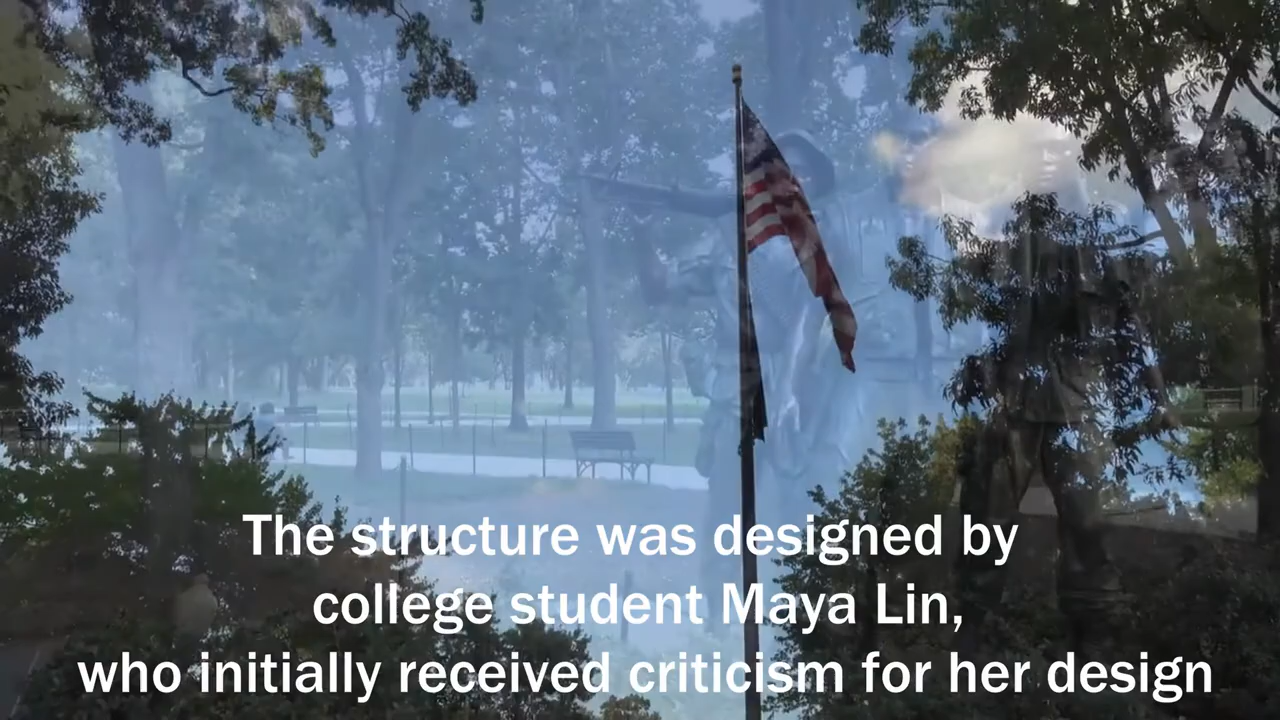 The structure was designed by
college student Maya Lin,
who initially received criticism for her design